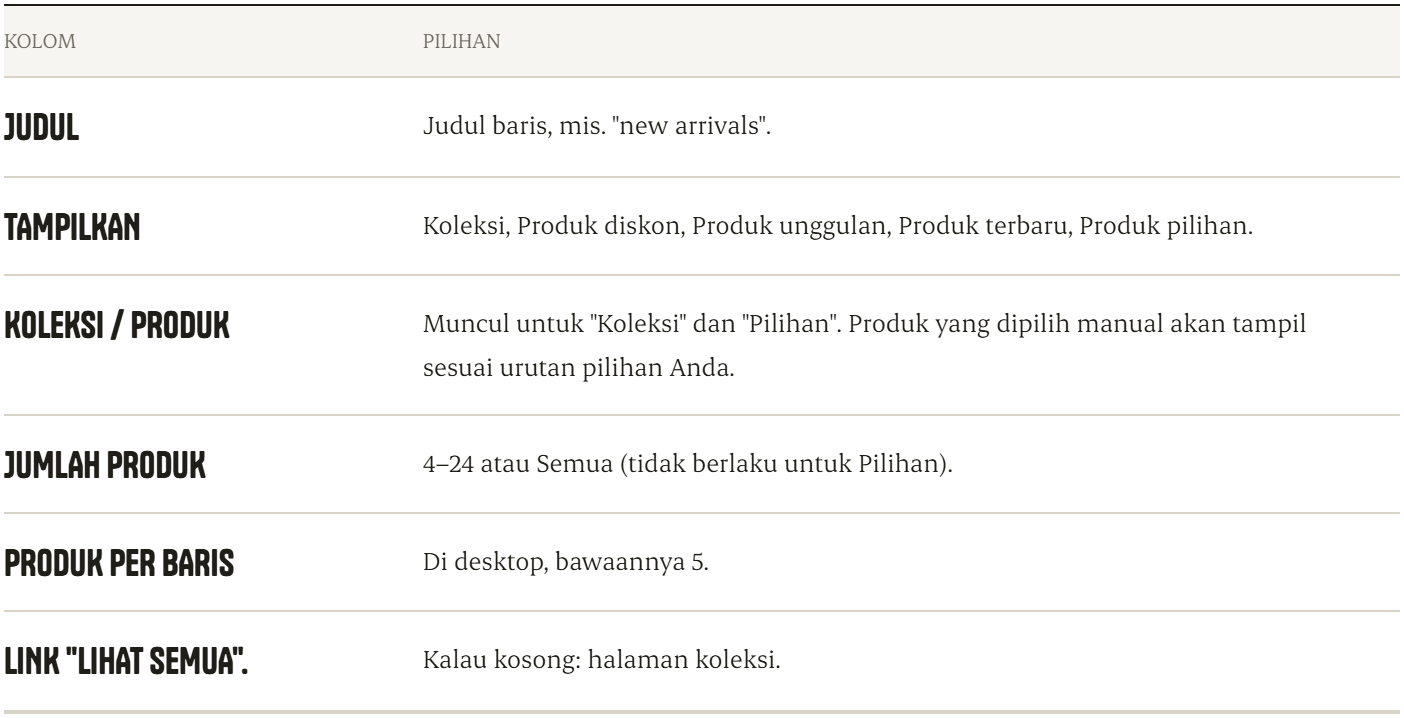 KOLOM
PILIHAN
JUDUL
Judul baris, mis. "new arrivals".
TAMPILKAN
Koleksi, Produk diskon, Produk unggulan, Produk terbaru, Produk pilihan.
KOLEKSI / PRODUK
Muncul untuk "Koleksi" dan "Pilihan". Produk yang dipilih manual akan tampil
sesuai urutan pilihan Anda.
JUMLAH PRODUK
4–24 atau Semua (tidak berlaku untuk Pilihan).
PRODUK PER BARIS
Di desktop, bawaannya 5.
LINK "LIHAT SEMUA".
Kalau kosong: halaman koleksi.